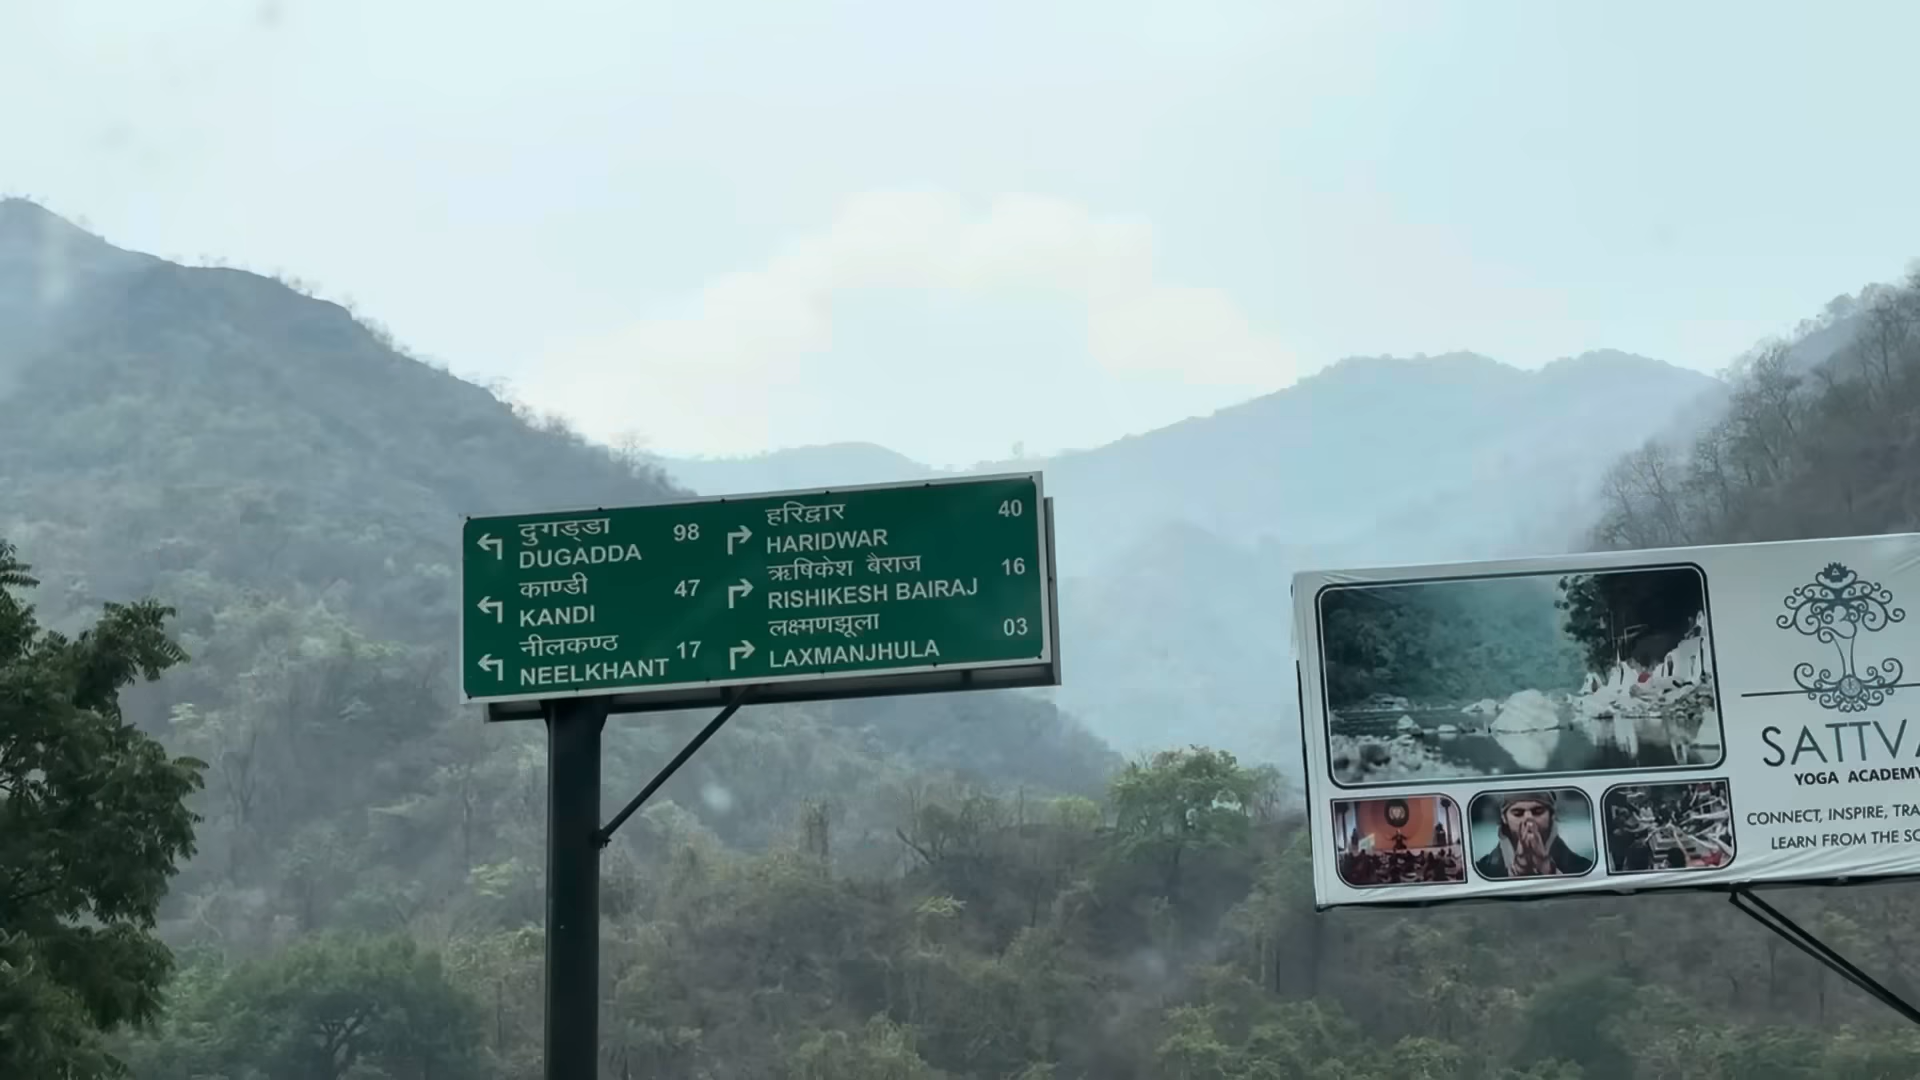 दुगड्डा 98
DUGADDA
काण्डी 47
KANDI
नीलकण्ठ 17
NEELKHANT
हरिद्वार 40
HARIDWAR
ऋषिकेश बैराज 16
RISHIKESH BAIRAJ
लक्ष्मणझूला 03
LAXMANJHULA
SATTVA
YOGA ACADEMY
CONNECT, INSPIRE, TRA
LEARN FROM THE SO